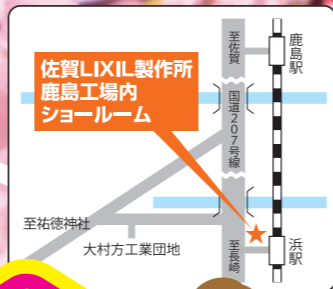 佐賀LIXIL製作所
鹿島工場内
ショールーム
至佐賀
鹿島駅
国道207号線
至祐徳神社
大村方工業団地
至長崎
浜駅